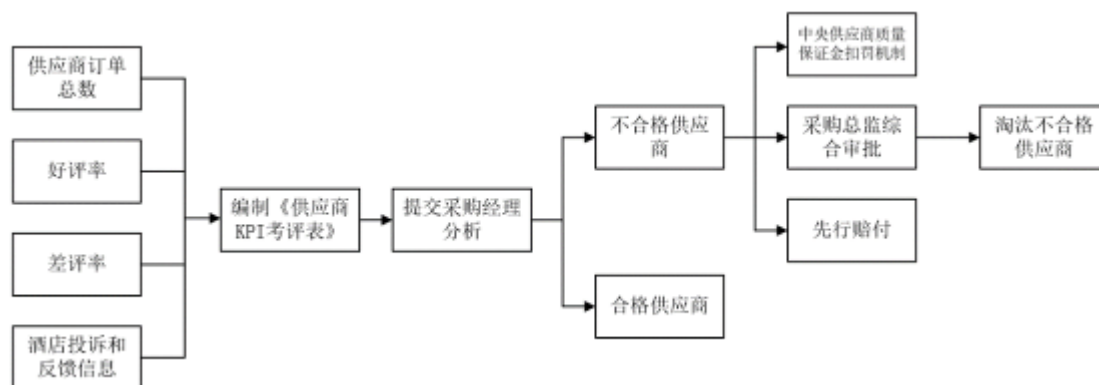 供应商订单
总数
好评率
差评率
酒店投诉和
反馈信息
编制《供应商
KPI考评表》
提交采购经理
分析
不合格供应
商
合格供应商
中央供应商质量
保证金扣罚机制
采购总监综
合审批
先行赔付
淘汰不合格
供应商